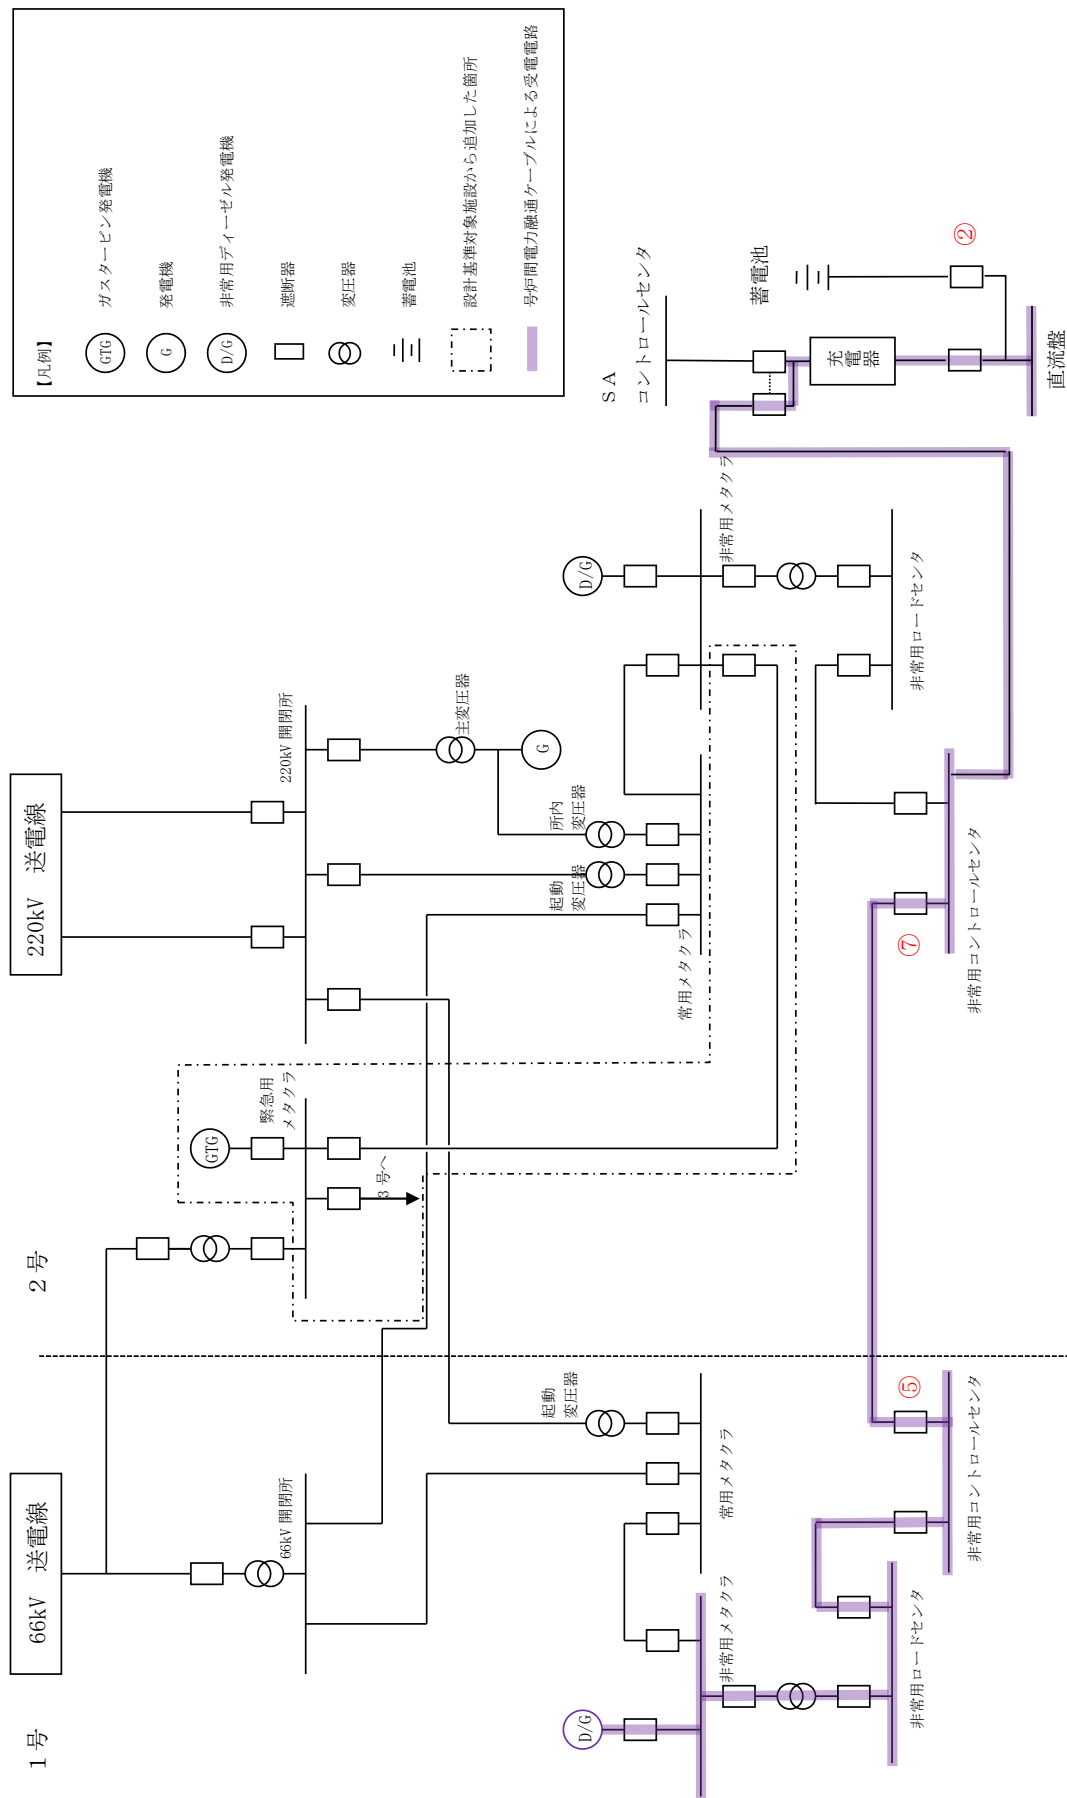 1号
2号
66kV 送電線
220kV 送電線
66kV 開閉所
220kV 開閉所
GTG
緊急用
メタクラ
3号へ
主変圧器
G
所内
変圧器
起動
変圧器
常用メタクラ
D/G
非常用メタクラ
非常用ロードセンタ
非常用コントロールセンタ
⑦
起動
変圧器
常用メタクラ
D/G
非常用メタクラ
非常用ロードセンタ
非常用コントロールセンタ
⑤
SA
コントロールセンタ
蓄電池
②
充電器
直流盤
【凡例】
GTG ガスタービン発電機
G 発電機
D/G 非常用ディーゼル発電機
遮断器
変圧器
蓄電池
設計基準対象施設から追加した箇所
号炉間電力融通ケーブルによる受電電路